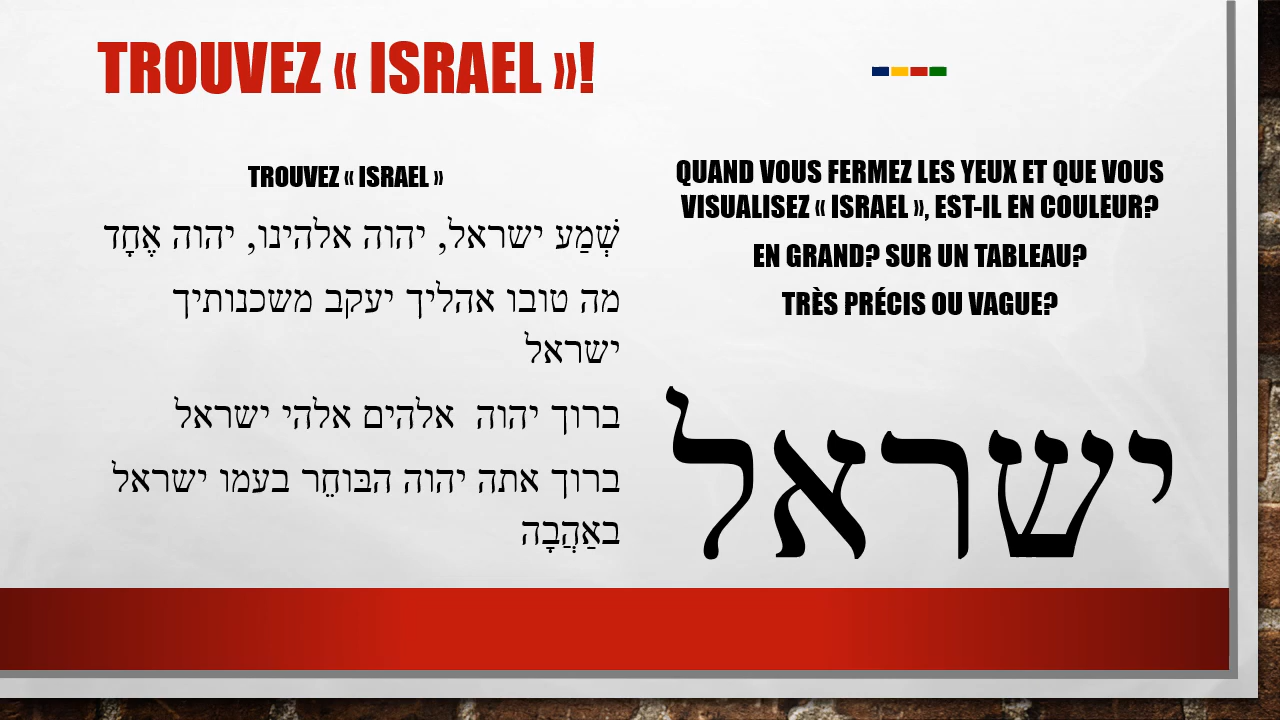 TROUVEZ « ISRAEL »!
TROUVEZ « ISRAEL »
שְׁמַע ישראל, יהוה אלהינו, יהוה אֶחָד
מה טובו אהליך יעקב משכנותיך
ישראל
ברוך יהוה אלהים אלהי ישראל
ברוך אתה יהוה הבּוחֵר בעמו ישראל
באַהֲבָה
QUAND VOUS FERMEZ LES YEUX ET QUE VOUS
VISUALISEZ « ISRAEL », EST-IL EN COULEUR?
EN GRAND? SUR UN TABLEAU?
TRÈS PRÉCIS OU VAGUE?
ישראל